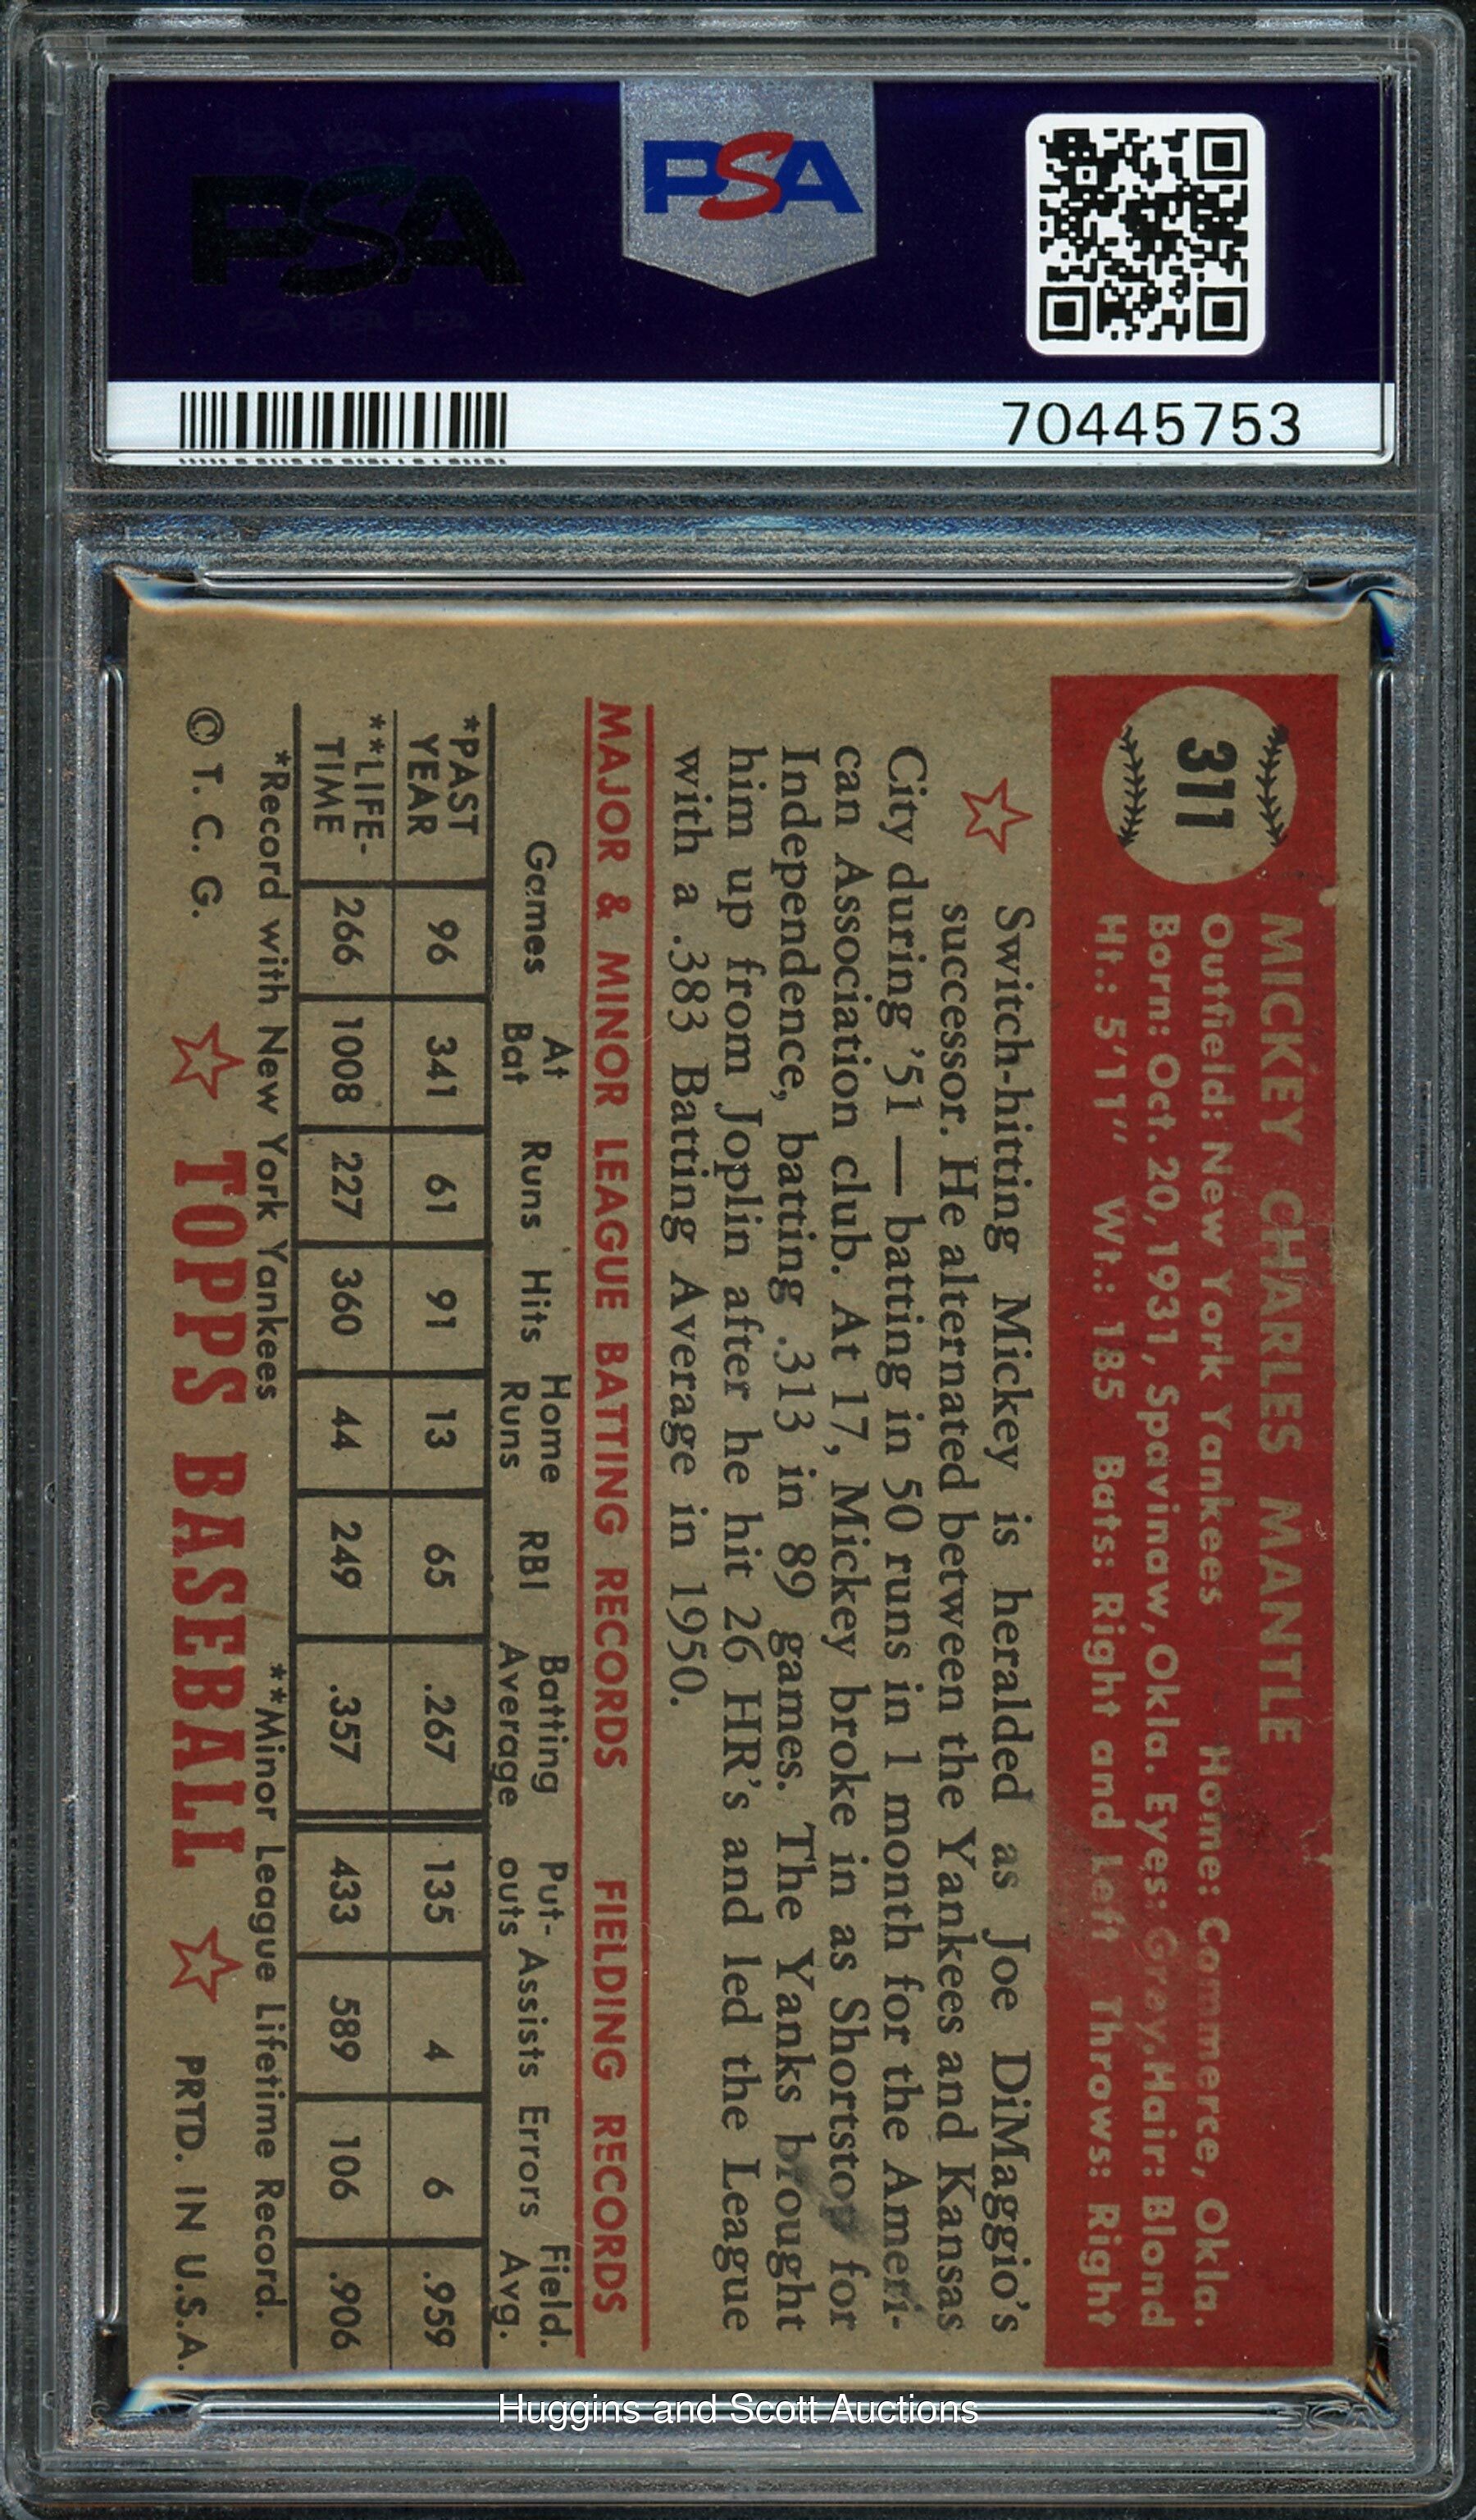 PSA
PSA
70445753
311
MICKEY CHARLES MANTLE
Outfield: New York Yankees Home: Commerce, Okla.
Born: Oct. 20, 1931, Spavinaw, Okla. Eyes: Gray, Hair: Blond
Ht.: 5'11" Wt.: 185 Bats: Right and Left Throws: Right
Switch-hitting Mickey is heralded as Joe DiMaggio's
successor. He alternated between the Yankees and Kansas
City during '51 — batting in 50 runs in 1 month for the Ameri-
can Association club. At 17, Mickey broke in as Shortstop for
Independence, batting .313 in 89 games. The Yanks brought
him up from Joplin after he hit 26 HR's and led the League
with a .383 Batting Average in 1950.
MAJOR & MINOR LEAGUE BATTING RECORDS FIELDING RECORDS
Games At Bat Runs Hits Home Runs RBI Batting Average Put-outs Assists Errors Field. Avg.
*PAST YEAR 96 341 61 91 13 65 .267 135 4 6 .959
**LIFE-TIME 266 1008 227 360 44 249 .357 433 589 106 .906
*Record with New York Yankees **Minor League Lifetime Record.
© T. C. G. TOPPS BASEBALL PRTD. IN U.S.A.
Huggins and Scott Auctions